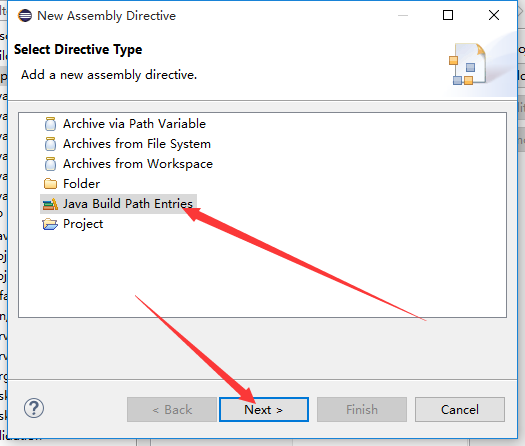 New Assembly Directive
Select Directive Type
Add a new assembly directive.
Archive via Path Variable
Archives from File System
Archives from Workspace
Folder
Java Build Path Entries
Project
?
< Back
Next >
Finish
Cancel